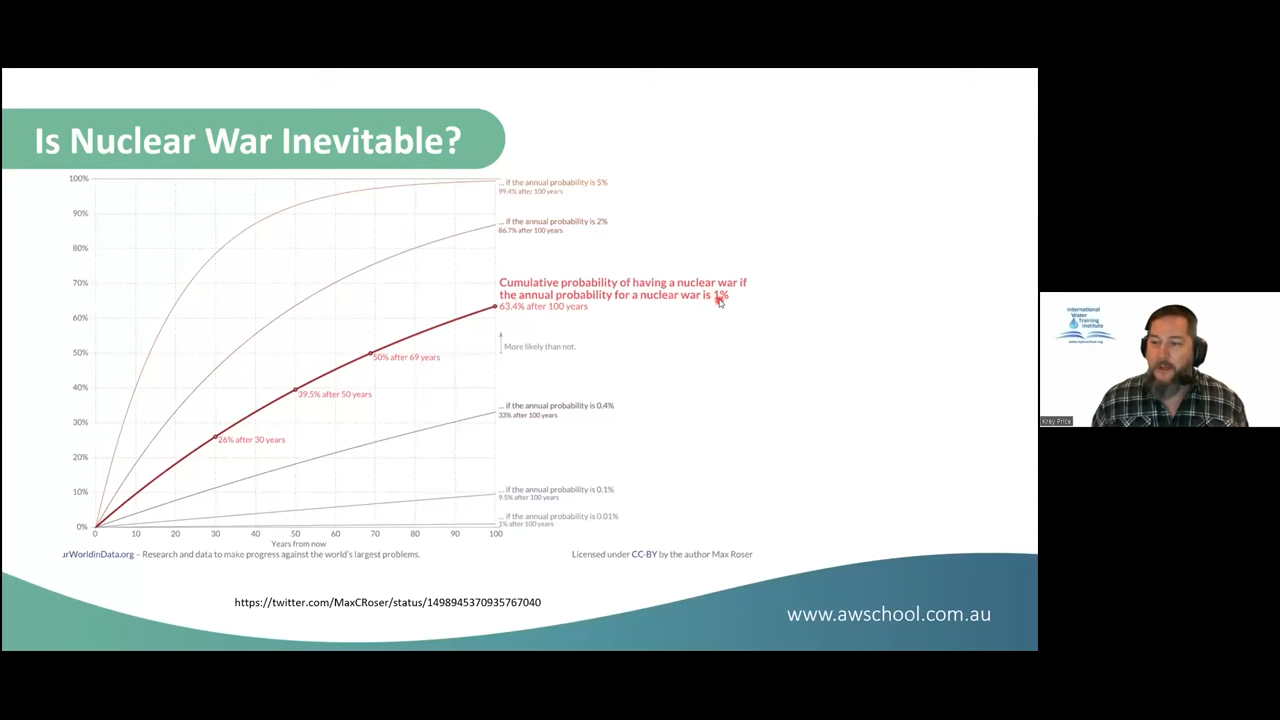 Is Nuclear War Inevitable?
100%
90%
80%
70%
60%
50%
40%
30%
20%
10%
0%
... if the annual probability is 5%
99.4% after 100 years
... if the annual probability is 2%
86.7% after 100 years
Cumulative probability of having a nuclear war if
the annual probability for a nuclear war is 1%
63.4% after 100 years
More likely than not.
50% after 69 years
39.5% after 50 years
26% after 30 years
... if the annual probability is 0.4%
33% after 100 years
... if the annual probability is 0.1%
9.5% after 100 years
... if the annual probability is 0.01%
1% after 100 years
0 10 20 30 40 50 60 70 80 90 100
Years from now
urWorldinData.org – Research and data to make progress against the world's largest problems.
Licensed under CC-BY by the author Max Roser
https://twitter.com/MaxCRoser/status/1498945370935767040
www.awschool.com.au
International
Water
Training
Institute
Krey Price